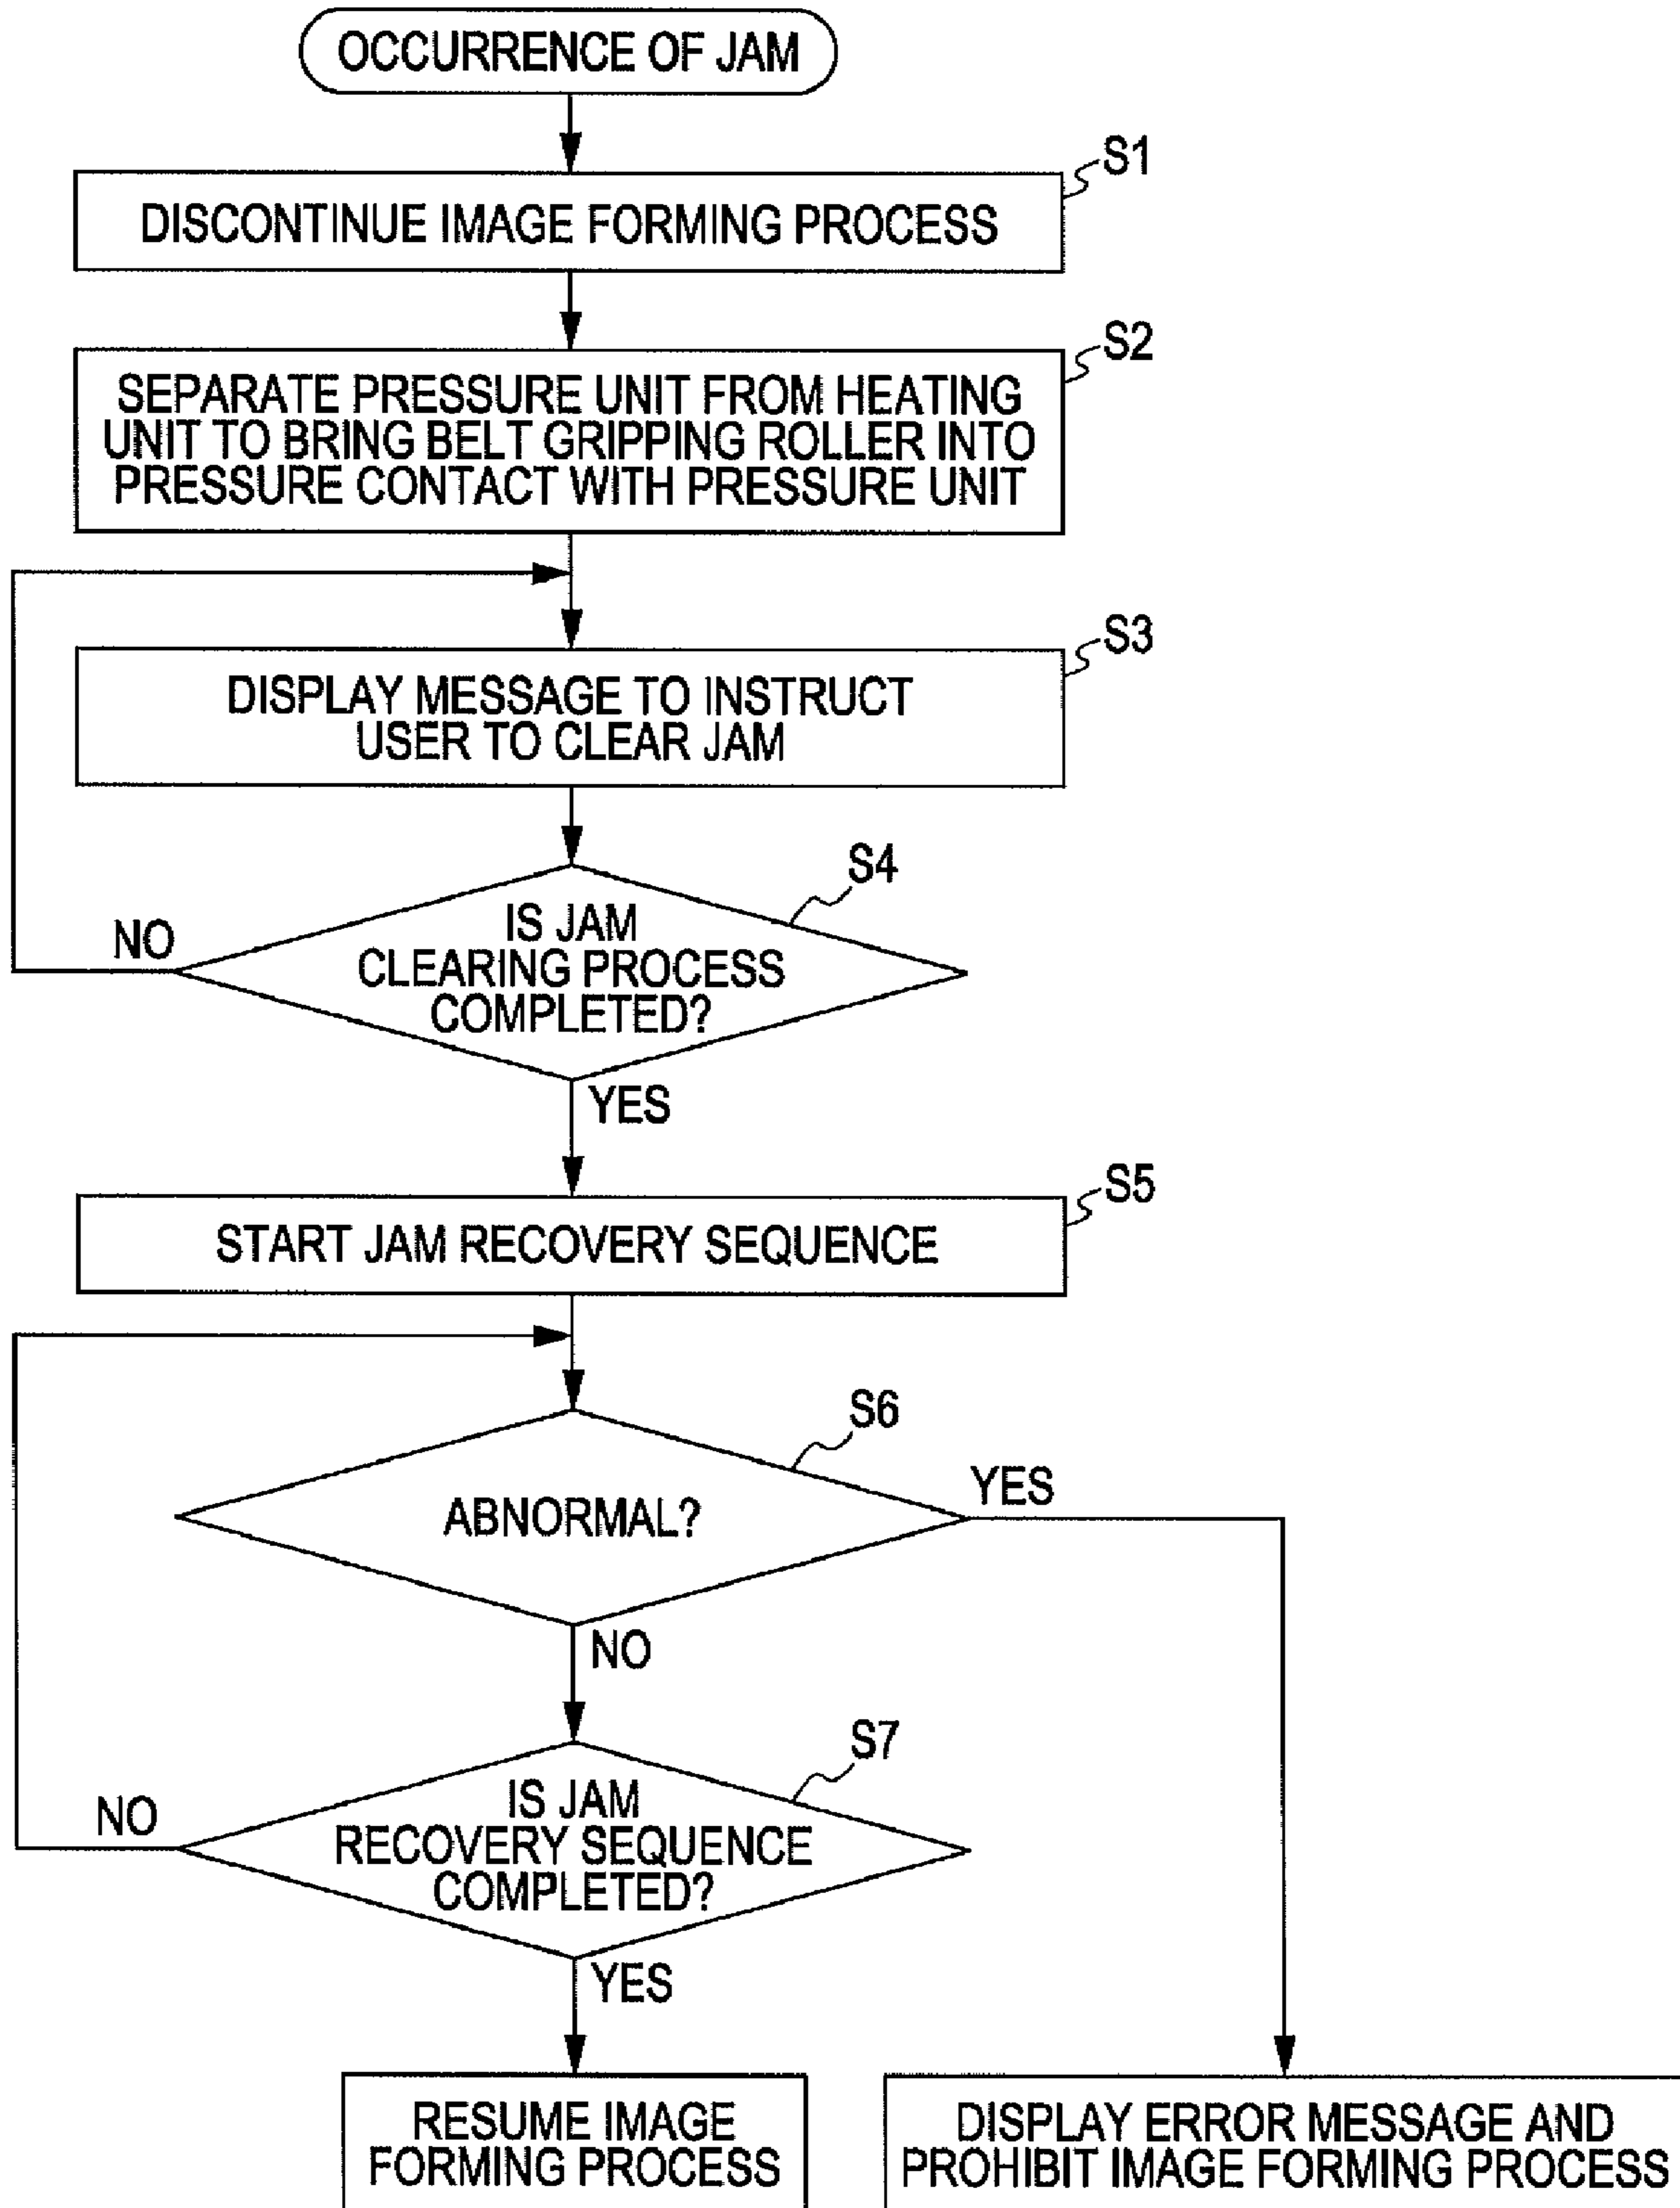 OCCURRENCE OF JAM
S1
DISCONTINUE IMAGE FORMING PROCESS
S2
SEPARATE PRESSURE UNIT FROM HEATING
UNIT TO BRING BELT GRIPPING ROLLER INTO
PRESSURE CONTACT WITH PRESSURE UNIT
S3
DISPLAY MESSAGE TO INSTRUCT
USER TO CLEAR JAM
S4
IS JAM
CLEARING PROCESS
COMPLETED?
NO
YES
S5
START JAM RECOVERY SEQUENCE
S6
ABNORMAL?
YES
NO
S7
IS JAM
RECOVERY SEQUENCE
COMPLETED?
NO
YES
RESUME IMAGE
FORMING PROCESS
DISPLAY ERROR MESSAGE AND
PROHIBIT IMAGE FORMING PROCESS